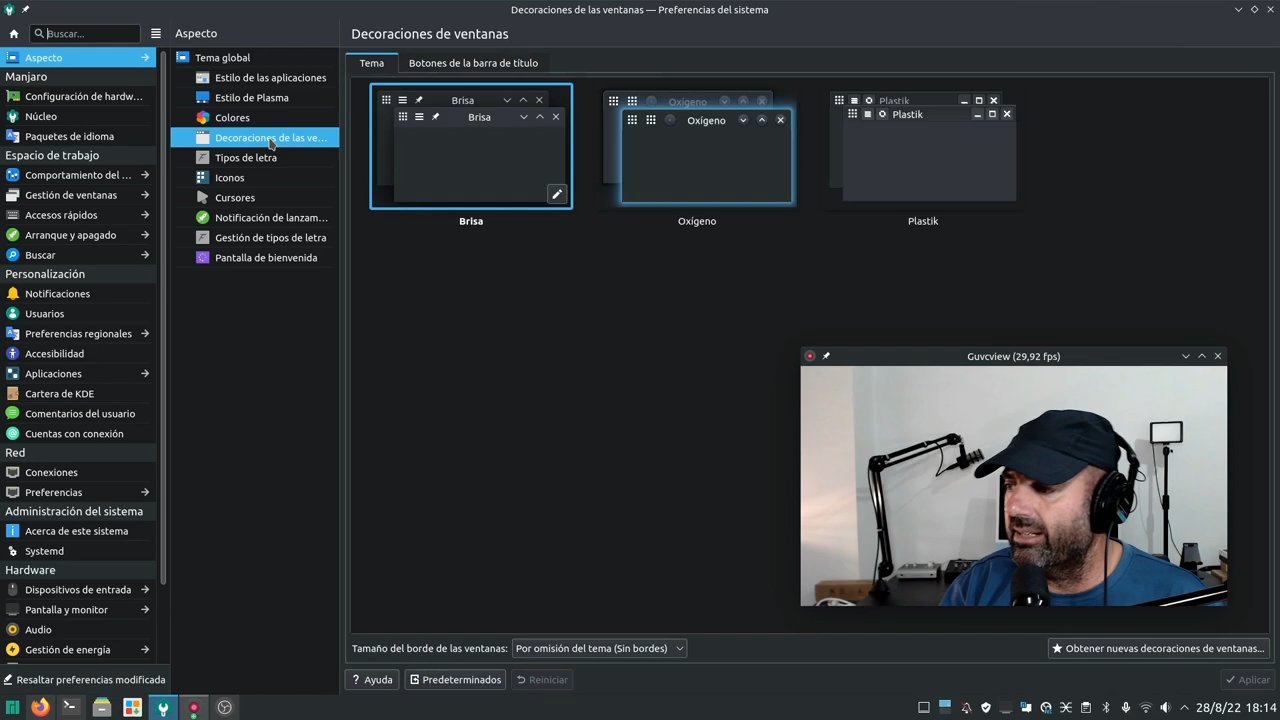 Decoraciones de las ventanas — Preferencias del sistema
Buscar...
Aspecto
Manjaro
Configuración de hardw...
Núcleo
Paquetes de idioma
Espacio de trabajo
Comportamiento del ...
Gestión de ventanas
Accesos rápidos
Arranque y apagado
Buscar
Personalización
Notificaciones
Usuarios
Preferencias regionales
Accesibilidad
Aplicaciones
Cartera de KDE
Comentarios del usuario
Cuentas con conexión
Red
Conexiones
Preferencias
Administración del sistema
Acerca de este sistema
Systemd
Hardware
Dispositivos de entrada
Pantalla y monitor
Audio
Gestión de energía
Resaltar preferencias modificada
Aspecto
Tema global
Estilo de las aplicaciones
Estilo de Plasma
Colores
Decoraciones de las ve...
Tipos de letra
Iconos
Cursores
Notificación de lanzam...
Gestión de tipos de letra
Pantalla de bienvenida
Decoraciones de ventanas
Tema
Botones de la barra de título
Brisa
Brisa
Brisa
Oxígeno
Oxígeno
Oxígeno
Plastik
Plastik
Plastik
Guvcview (29,92 fps)
Tamaño del borde de las ventanas:
Por omisión del tema (Sin bordes)
Obtener nuevas decoraciones de ventanas...
Ayuda
Predeterminados
Reiniciar
Aplicar
28/8/22 18:14